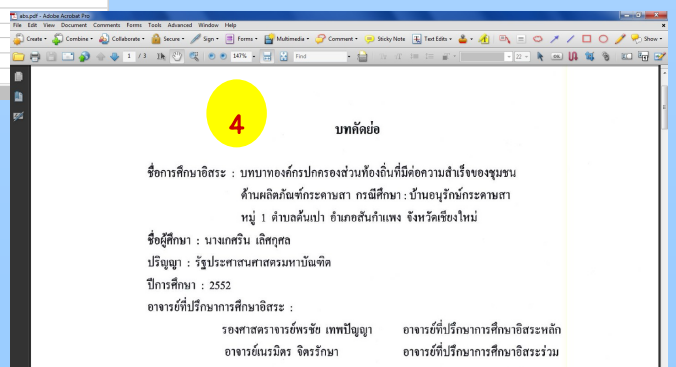 abs.pdf - Adobe Acrobat Pro
File Edit View Document Comments Forms Tools Advanced Window Help
Create Combine Collaborate Secure Sign Forms Multimedia Comment Sticky Note Text Edits Show
1 / 3 147% Find 22
4
บทคัดย่อ
ชื่อการศึกษาอิสระ : บทบาทองค์กรปกครองส่วนท้องถิ่นที่มีต่อความสำเร็จของชุมชน
ด้านผลิตภัณฑ์กระดาษสา กรณีศึกษา : บ้านอนุรักษ์กระดาษสา
หมู่ 1 ตำบลต้นเปา อำเภอสันกำแพง จังหวัดเชียงใหม่
ชื่อผู้ศึกษา : นางเกศริน เลิศกุศล
ปริญญา : รัฐประศาสนศาสตรมหาบัณฑิต
ปีการศึกษา : 2552
อาจารย์ที่ปรึกษาการศึกษาอิสระ :
รองศาสตราจารย์พรชัย เทพปัญญา อาจารย์ที่ปรึกษาการศึกษาอิสระหลัก
อาจารย์เนรมิตร จิตรรักษา อาจารย์ที่ปรึกษาการศึกษาอิสระร่วม